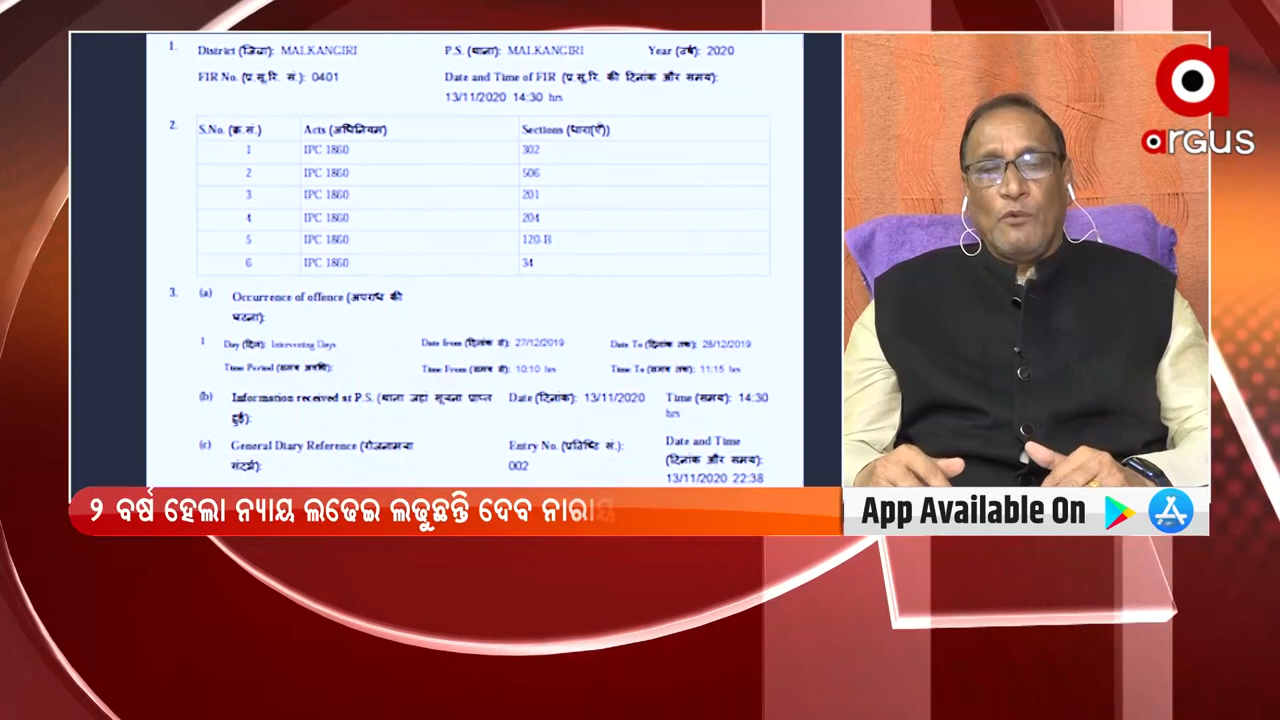 1. District (जिला): MALKANGIRI P.S. (थाना): MALKANGIRI Year (वर्ष): 2020
FIR No. (प्र.सू.रि. सं.): 0401 Date and Time of FIR (प्र.सू.रि. की दिनांक और समय):
13/11/2020 14:30 hrs
2. S.No. (क्र.सं.) Acts (अधिनियम) Sections (धारा(एँ))
1 IPC 1860 302
2 IPC 1860 506
3 IPC 1860 201
4 IPC 1860 204
5 IPC 1860 120-B
6 IPC 1860 34
3. (a) Occurrence of offence (अपराध की
घटना):
1 Day (दिन): Intervening Days Date from (दिनांक से): 27/12/2019 Date To (दिनांक तक): 28/12/2019
Time Period (समय अवधि): Time From (समय से): 10:10 hrs Time To (समय तक): 11:15 hrs
(b) Information received at P.S. (थाना जहां सूचना प्राप्त Date (दिनांक): 13/11/2020 Time (समय): 14:30
हुई): hrs
(c) General Diary Reference (रोजनामचा Entry No. (प्रविष्टि सं.): Date and Time
संदर्भ): 002 (दिनांक और समय):
13/11/2020 22:38
୨ ବର୍ଷ ହେଲା ନ୍ୟାୟ ଲଢେଇ ଲଢୁଛନ୍ତି ଦେବ ନାରାୟ
App Available On
argus